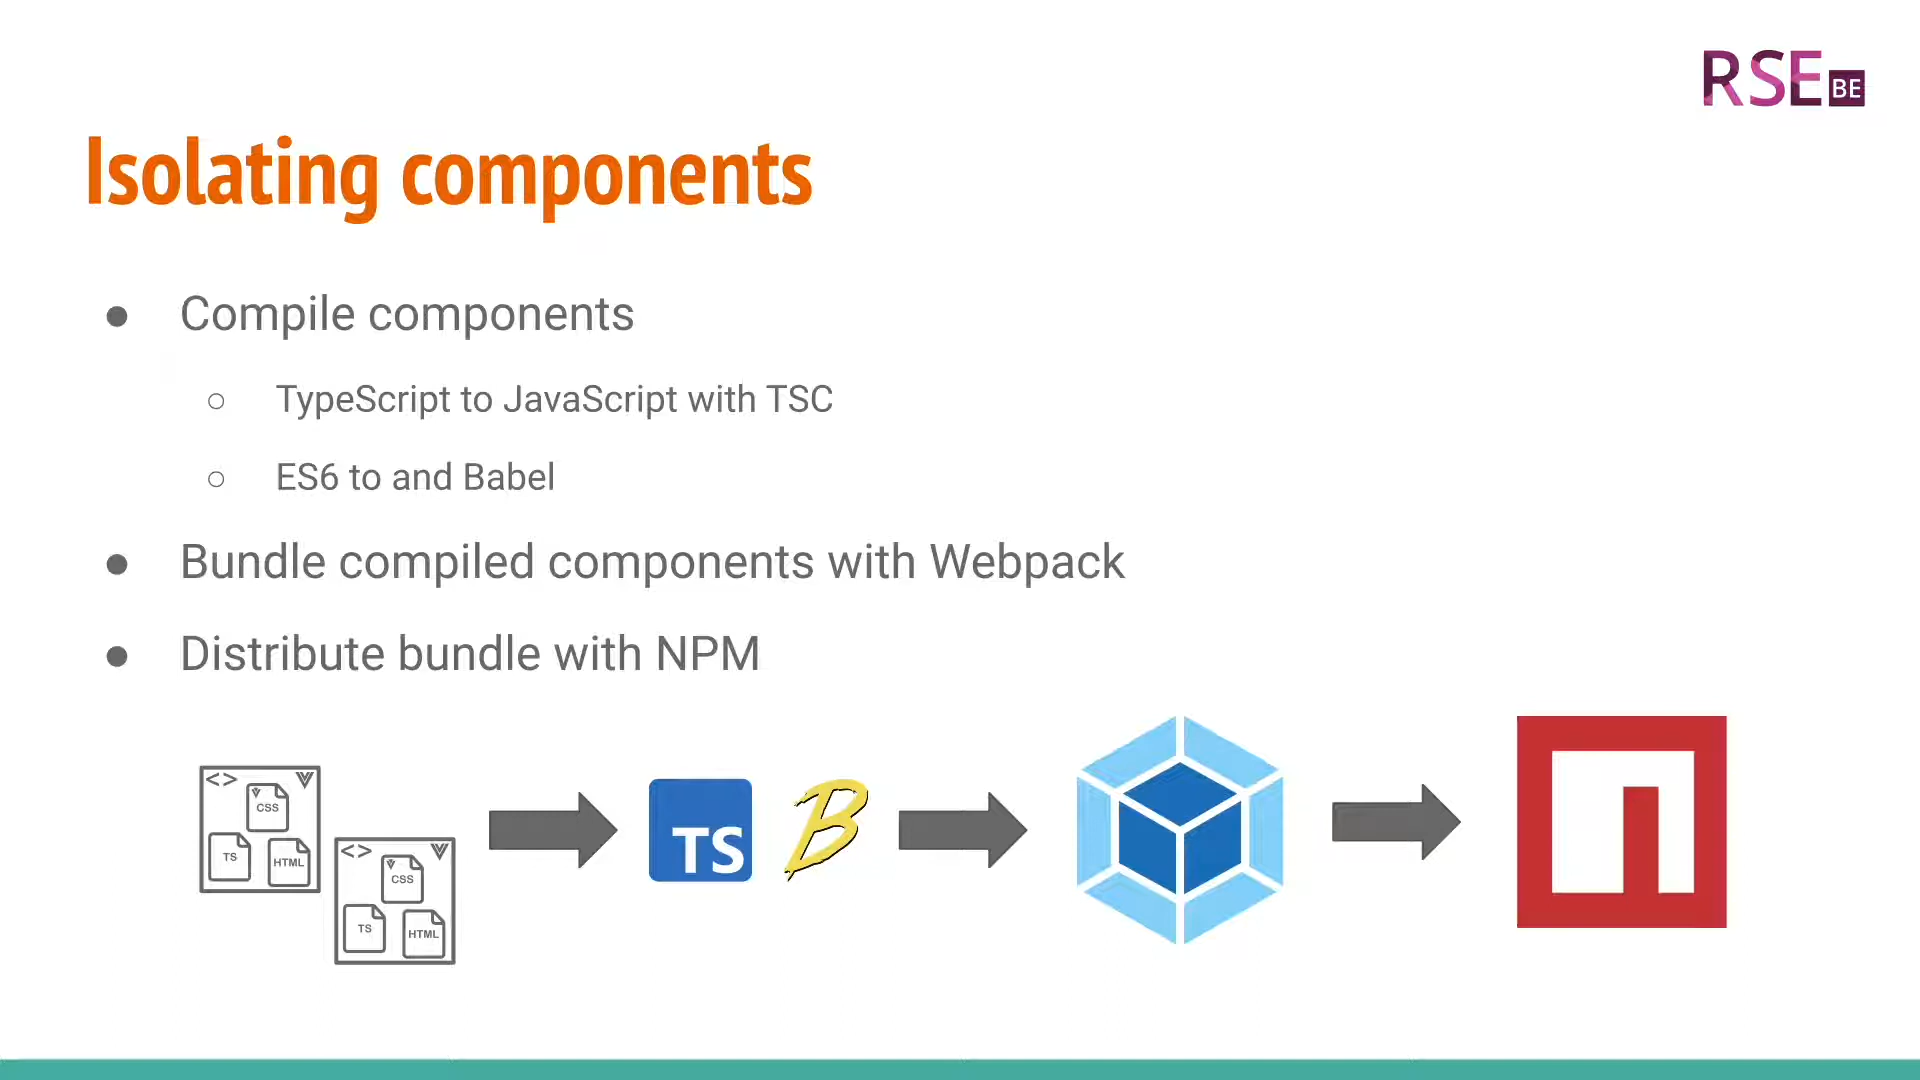 RSE BE
Isolating components
● Compile components
○ TypeScript to JavaScript with TSC
○ ES6 to and Babel
● Bundle compiled components with Webpack
● Distribute bundle with NPM
<>
CSS
TS HTML
<>
CSS
TS HTML
TS B